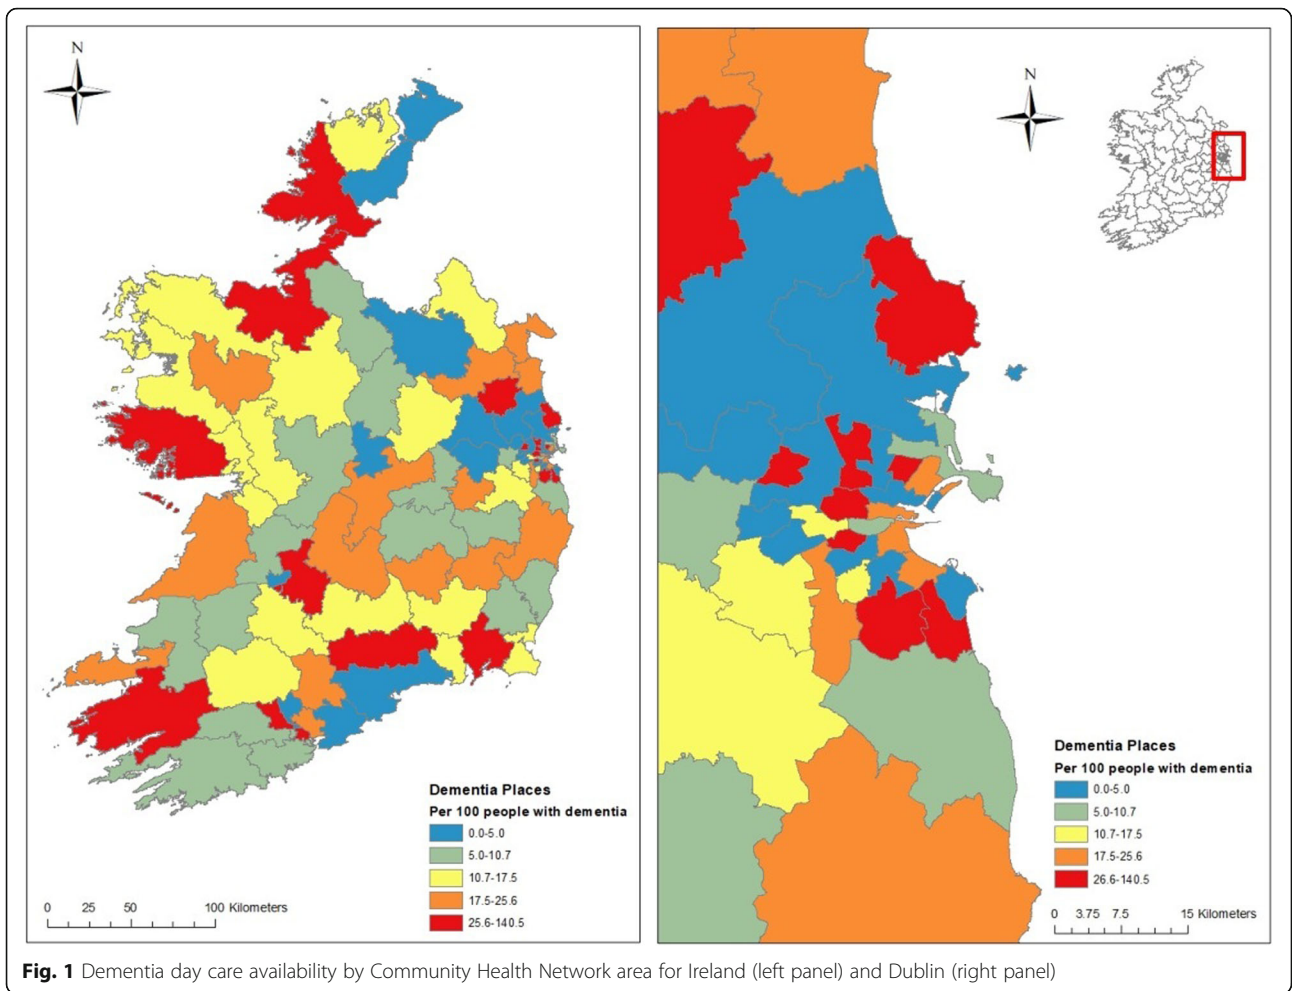 N
Dementia Places
Per 100 people with dementia
0.0-5.0
5.0-10.7
10.7-17.5
17.5-25.6
25.6-140.5
0 25 50 100 Kilometers
N
Dementia Places
Per 100 people with dementia
0.0-5.0
5.0-10.7
10.7-17.5
17.5-25.6
26.6-140.5
0 3.75 7.5 15 Kilometers
Fig. 1 Dementia day care availability by Community Health Network area for Ireland (left panel) and Dublin (right panel)